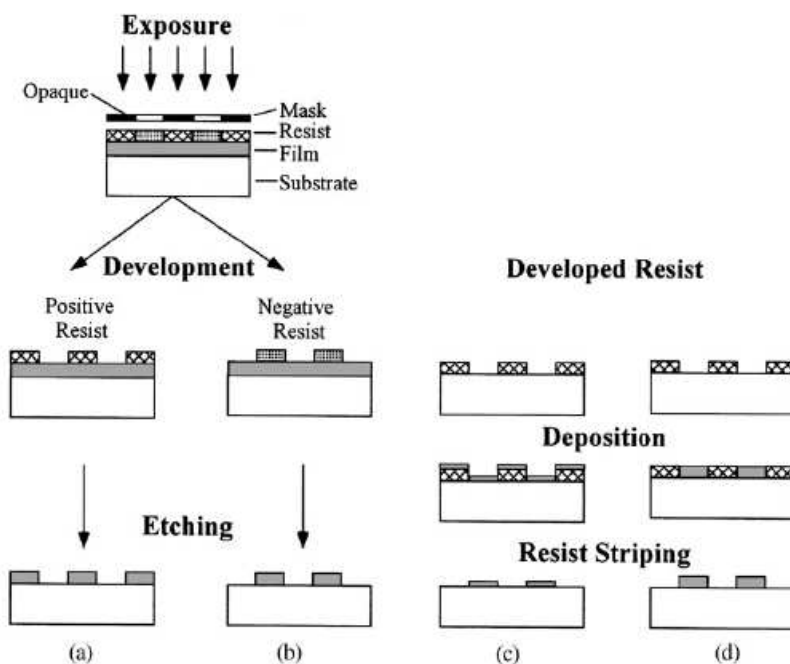 Exposure
Opaque
Mask
Resist
Film
Substrate
Development
Positive
Resist
Negative
Resist
Etching
(a)
(b)
Developed Resist
Deposition
Resist Striping
(c)
(d)